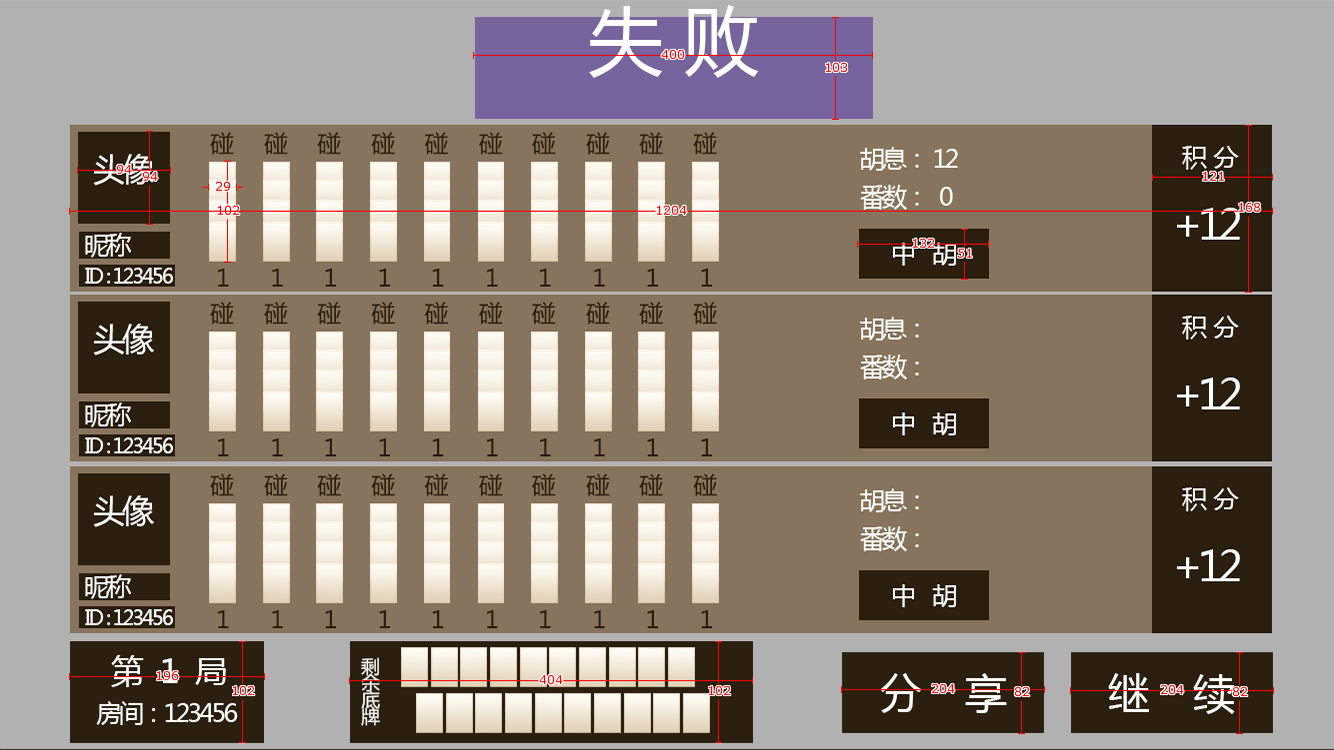 失败
400
103
碰 碰 碰 碰 碰 碰 碰 碰 碰 碰
头像
94
94
29
102
1204
胡息：12
番数：0
132
中 胡
51
积分
121
168
+12
昵称
ID:123456
1 1 1 1 1 1 1 1 1 1
碰 碰 碰 碰 碰 碰 碰 碰 碰 碰
头像
胡息：
番数：
中 胡
积分
+12
昵称
ID:123456
1 1 1 1 1 1 1 1 1 1
碰 碰 碰 碰 碰 碰 碰 碰 碰 碰
头像
胡息：
番数：
中 胡
积分
+12
昵称
ID:123456
1 1 1 1 1 1 1 1 1 1
第 1 局
196
102
房间：123456
剩余底牌
404
102
分 享
204
82
继 续
204
82